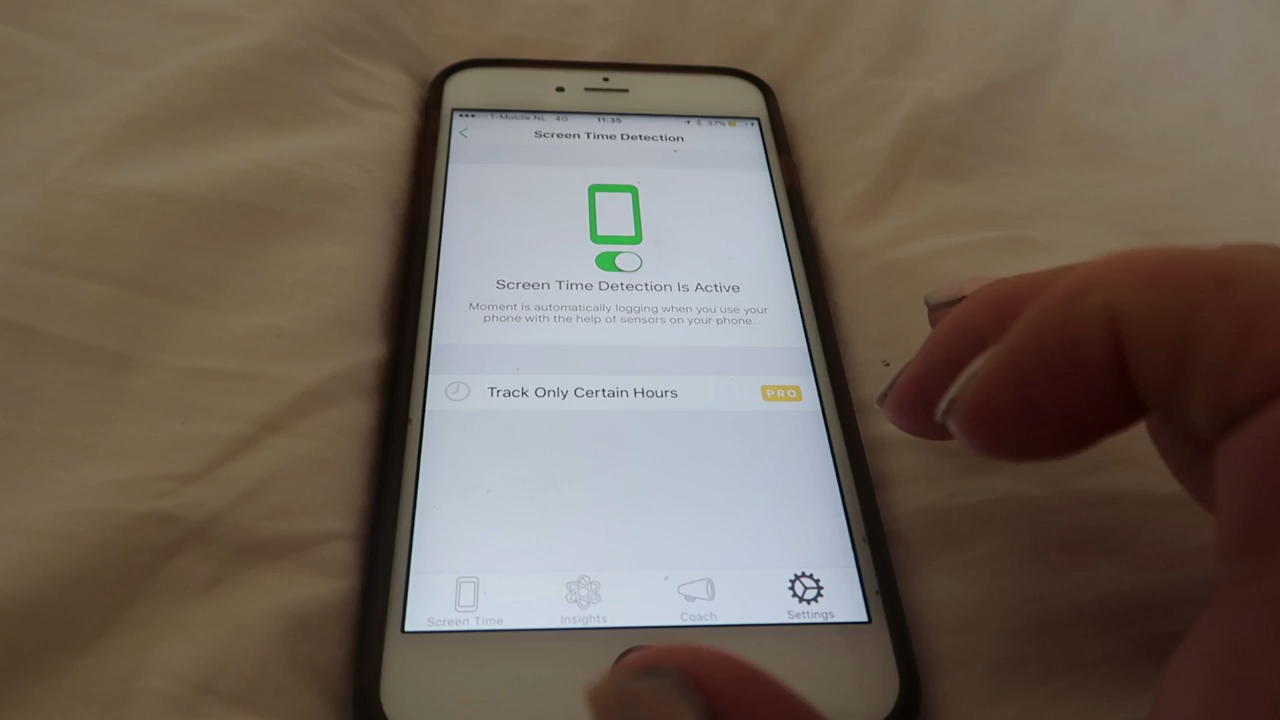 T-Mobile NL 4G 11:35 37%
Screen Time Detection
Screen Time Detection Is Active
Moment is automatically logging when you use your
phone with the help of sensors on your phone.
Track Only Certain Hours PRO
Screen Time Insights Coach Settings